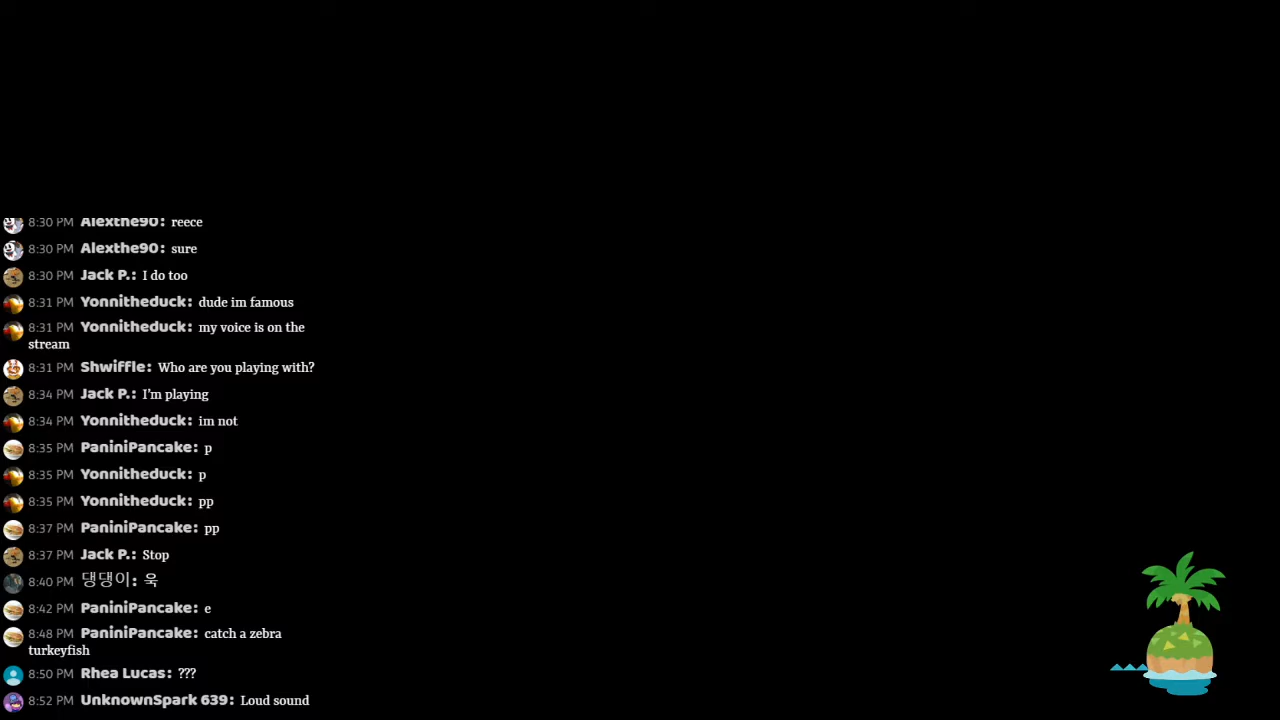 8:30 PM Alexthe90: reece
8:30 PM Alexthe90: sure
8:30 PM Jack P.: I do too
8:31 PM Yonnitheduck: dude im famous
8:31 PM Yonnitheduck: my voice is on the
stream
8:31 PM Shwiffle: Who are you playing with?
8:34 PM Jack P.: I'm playing
8:34 PM Yonnitheduck: im not
8:35 PM PaniniPancake: p
8:35 PM Yonnitheduck: p
8:35 PM Yonnitheduck: pp
8:37 PM PaniniPancake: pp
8:37 PM Jack P.: Stop
8:40 PM 댕댕이: 욱
8:42 PM PaniniPancake: e
8:48 PM PaniniPancake: catch a zebra
turkeyfish
8:50 PM Rhea Lucas: ???
8:52 PM UnknownSpark 639: Loud sound